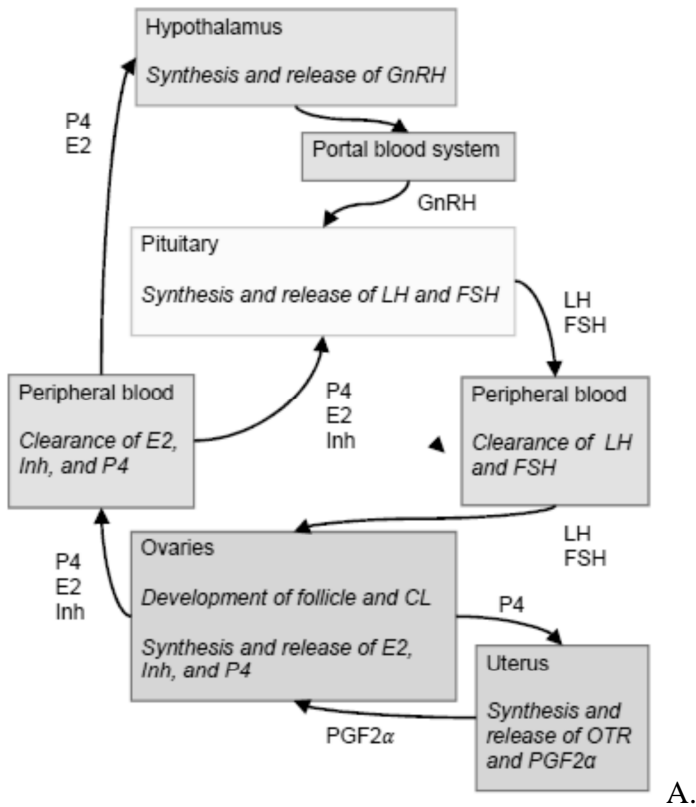 Hypothalamus
Synthesis and release of GnRH
P4
E2
Portal blood system
GnRH
Pituitary
Synthesis and release of LH and FSH
LH
FSH
Peripheral blood
Clearance of E2,
Inh, and P4
P4
E2
Inh
Peripheral blood
Clearance of LH
and FSH
LH
FSH
P4
E2
Inh
Ovaries
Development of follicle and CL
Synthesis and release of E2,
Inh, and P4
P4
Uterus
Synthesis and
release of OTR
and PGF2α
PGF2α
A.